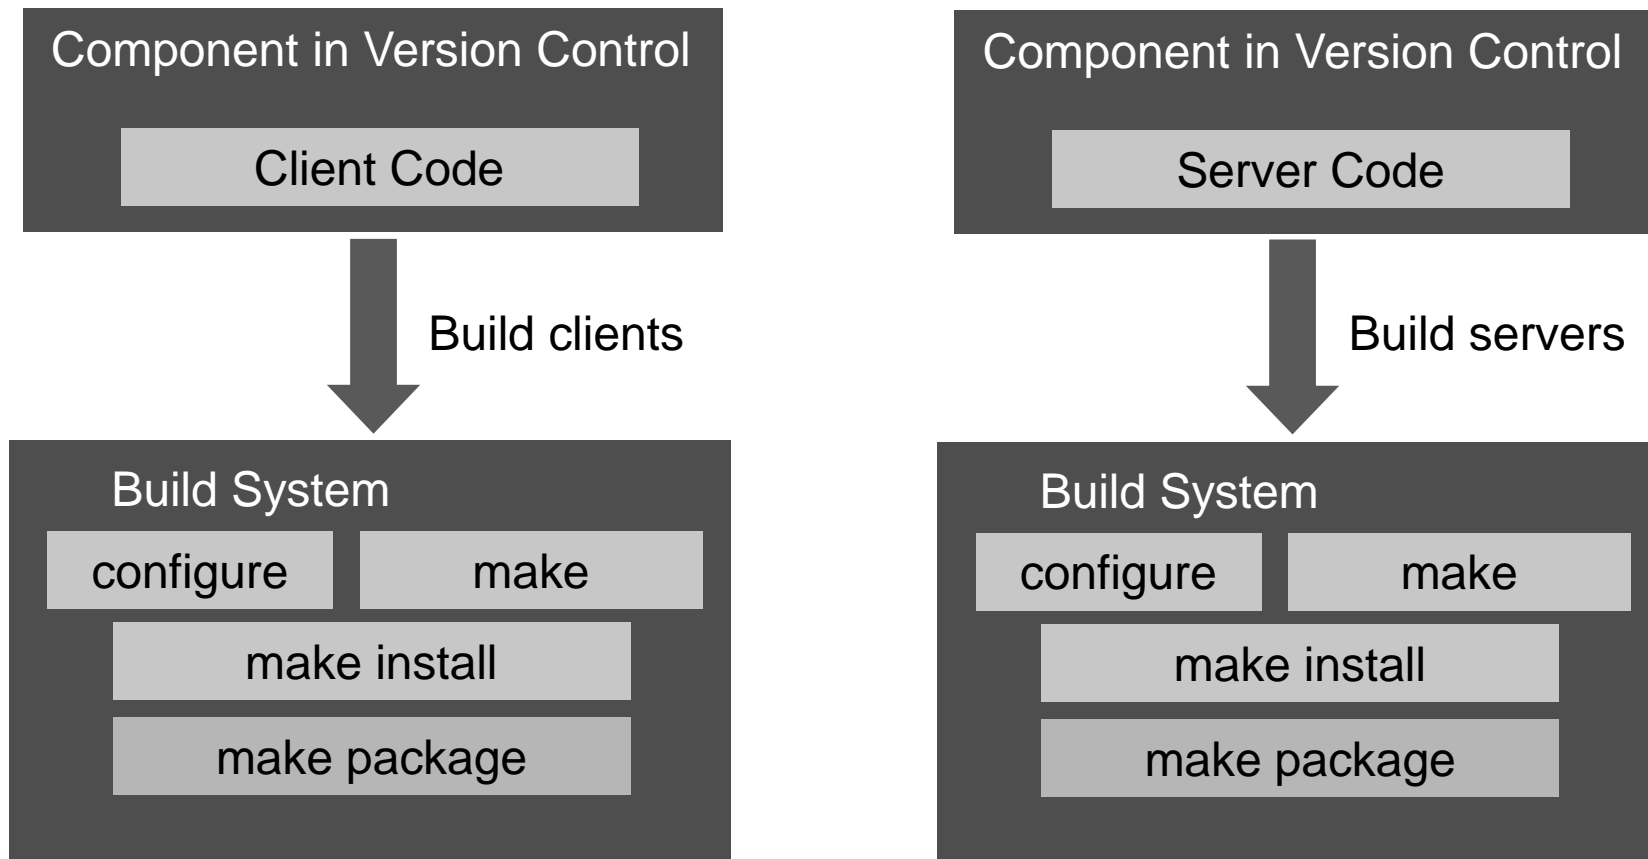 Component in Version Control
Client Code
Build clients
Build System
configure
make
make install
make package
Component in Version Control
Server Code
Build servers
Build System
configure
make
make install
make package